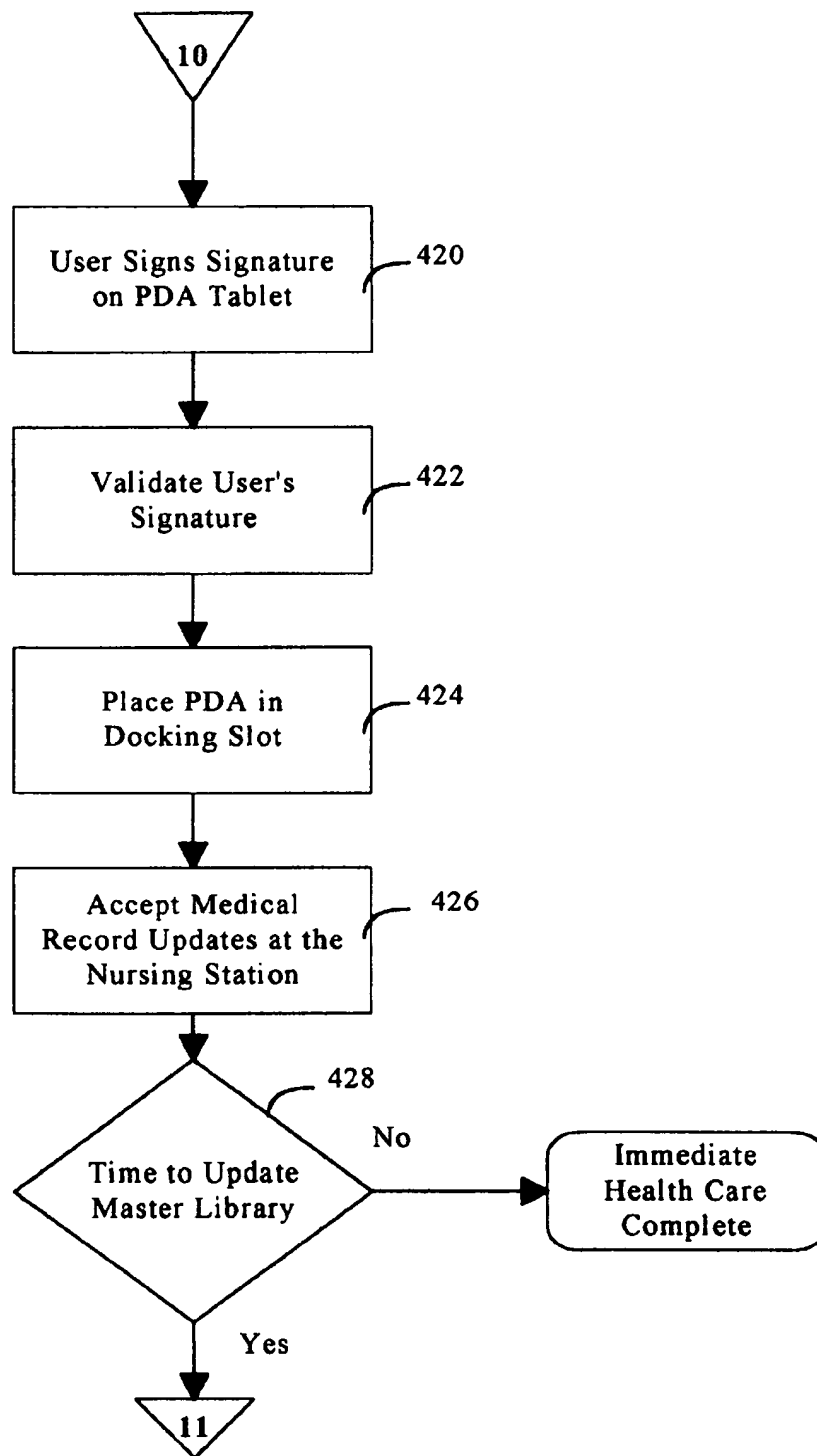 10
User Signs Signature
on PDA Tablet
420
Validate User's
Signature
422
Place PDA in
Docking Slot
424
Accept Medical
Record Updates at the
Nursing Station
426
428
Time to Update
Master Library
No
Immediate
Health Care
Complete
Yes
11